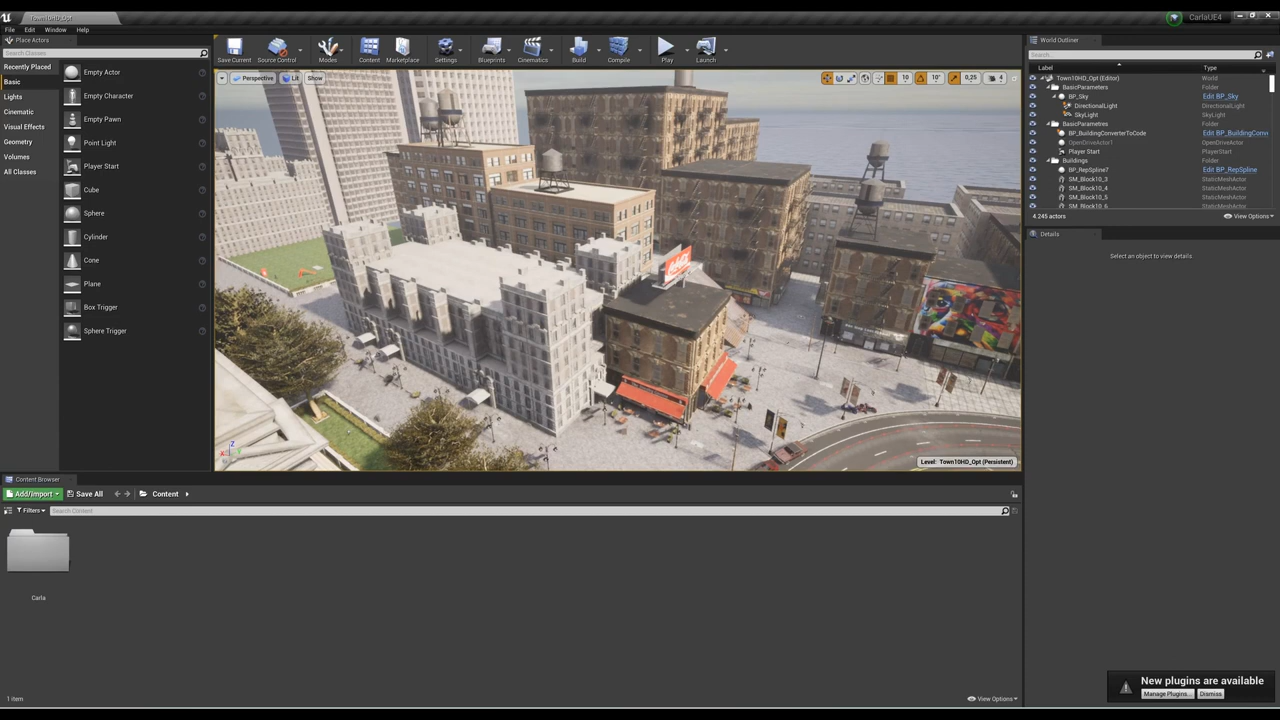 Town10HD_Opt
CarlaUE4
File Edit Window Help
Place Actors
Search Classes
Recently Placed
Basic
Lights
Cinematic
Visual Effects
Geometry
Volumes
All Classes
Empty Actor
Empty Character
Empty Pawn
Point Light
Player Start
Cube
Sphere
Cylinder
Cone
Plane
Box Trigger
Sphere Trigger
Save Current Source Control Modes Content Marketplace Settings Blueprints Cinematics Build Compile Play Launch
Perspective Lit Show
10 10° 0,25 4
Level: Town10HD_Opt (Persistent)
World Outliner
Search...
Label Type
Town10HD_Opt (Editor) World
BasicParameters Folder
BP_Sky Edit BP_Sky
DirectionalLight DirectionalLight
SkyLight SkyLight
BasicParametres Folder
BP_BuildingConverterToCode Edit BP_BuildingConv
OpenDriveActor1 OpenDriveActor
Player Start PlayerStart
Buildings Folder
BP_RepSpline7 Edit BP_RepSpline
SM_Block10_3 StaticMeshActor
SM_Block10_4 StaticMeshActor
SM_Block10_5 StaticMeshActor
SM_Block10_6 StaticMeshActor
4.245 actors
View Options
Details
Select an object to view details.
Content Browser
Add/Import Save All Content
Filters Search Content
Carla
1 item
View Options
New plugins are available
Manage Plugins... Dismiss